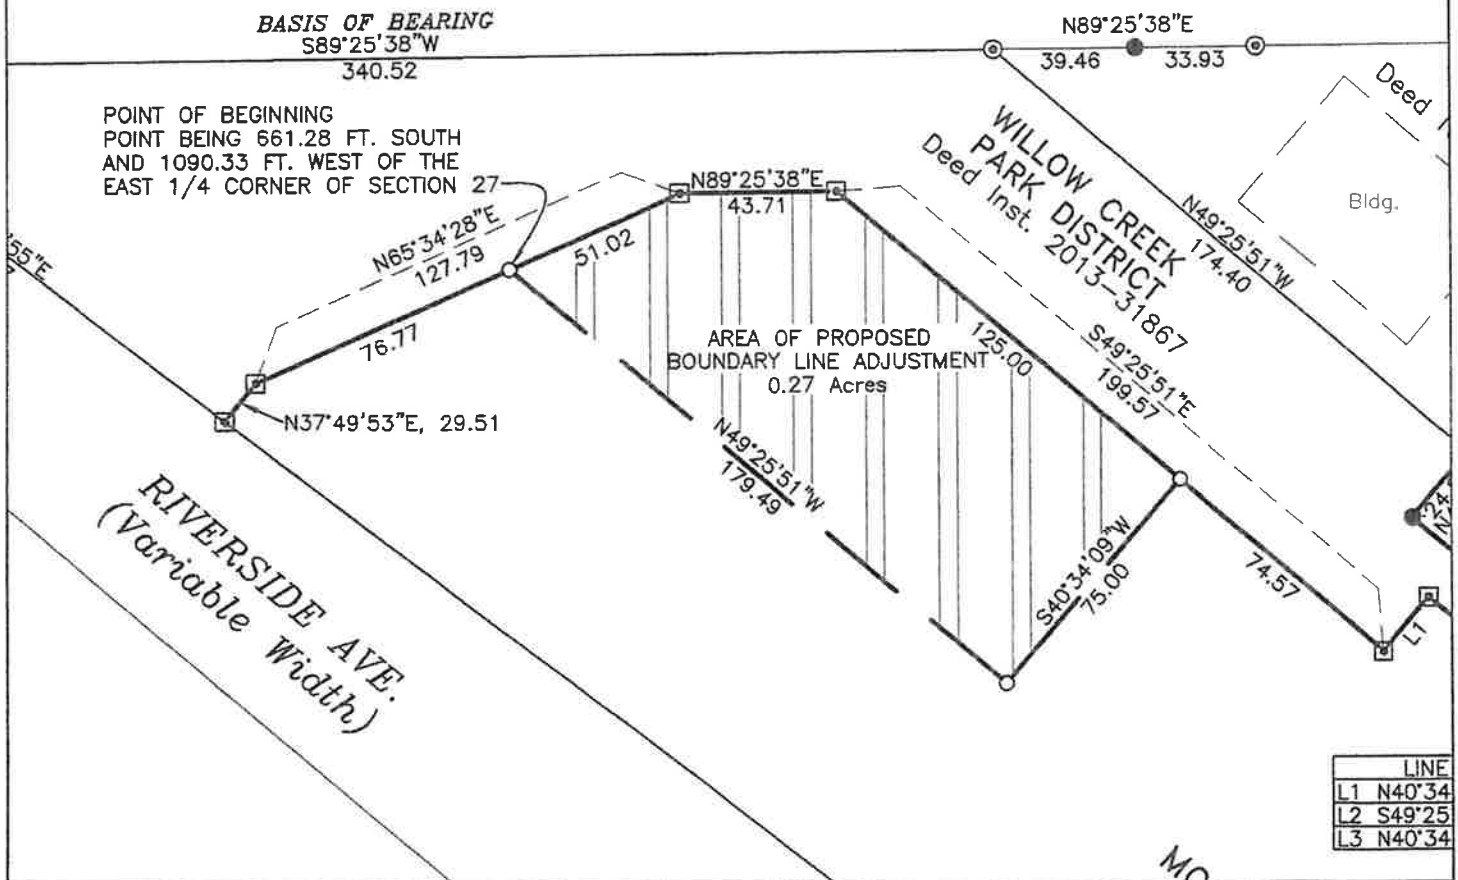 BASIS OF BEARING
S89°25'38"W
340.52
N89°25'38"E
39.46
33.93
POINT OF BEGINNING
POINT BEING 661.28 FT. SOUTH
AND 1090.33 FT. WEST OF THE
EAST 1/4 CORNER OF SECTION 27
N89°25'38"E
43.71
WILLOW CREEK
PARK DISTRICT
Deed Inst. 2013-31867
Deed
Bldg.
N49°25'51"W
174.40
N65°34'28"E
127.79
51.02
76.77
'55"E
N37°49'53"E, 29.51
AREA OF PROPOSED
BOUNDARY LINE ADJUSTMENT
0.27 Acres
125.00
S49°25'51"E
199.57
N49°25'51"W
179.49
S40°34'09"W
75.00
74.57
L1
RIVERSIDE AVE.
(Variable Width)
LINE
L1 N40°34
L2 S49°25
L3 N40°34